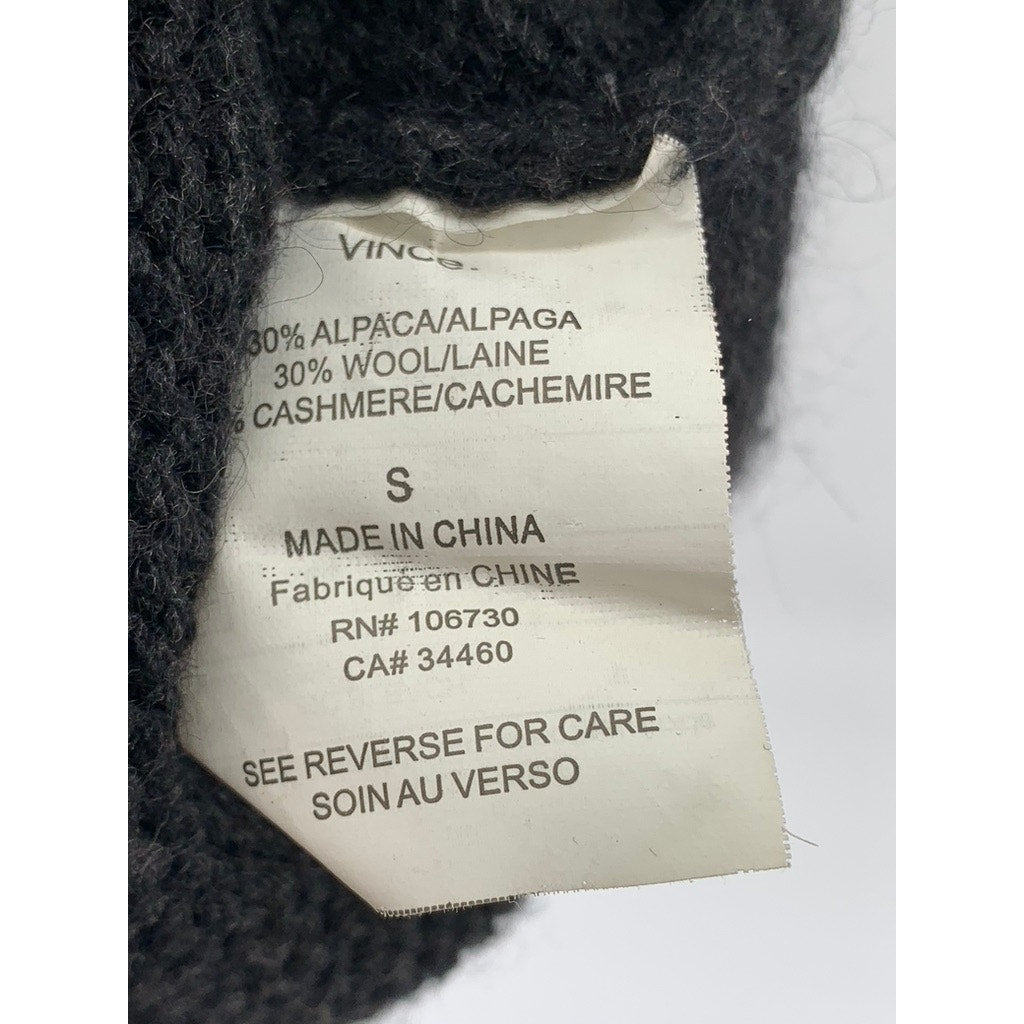 VINCe.
30% ALPACA/ALPAGA
30% WOOL/LAINE
% CASHMERE/CACHEMIRE
S
MADE IN CHINA
Fabriqué en CHINE
RN# 106730
CA# 34460
SEE REVERSE FOR CARE
SOIN AU VERSO